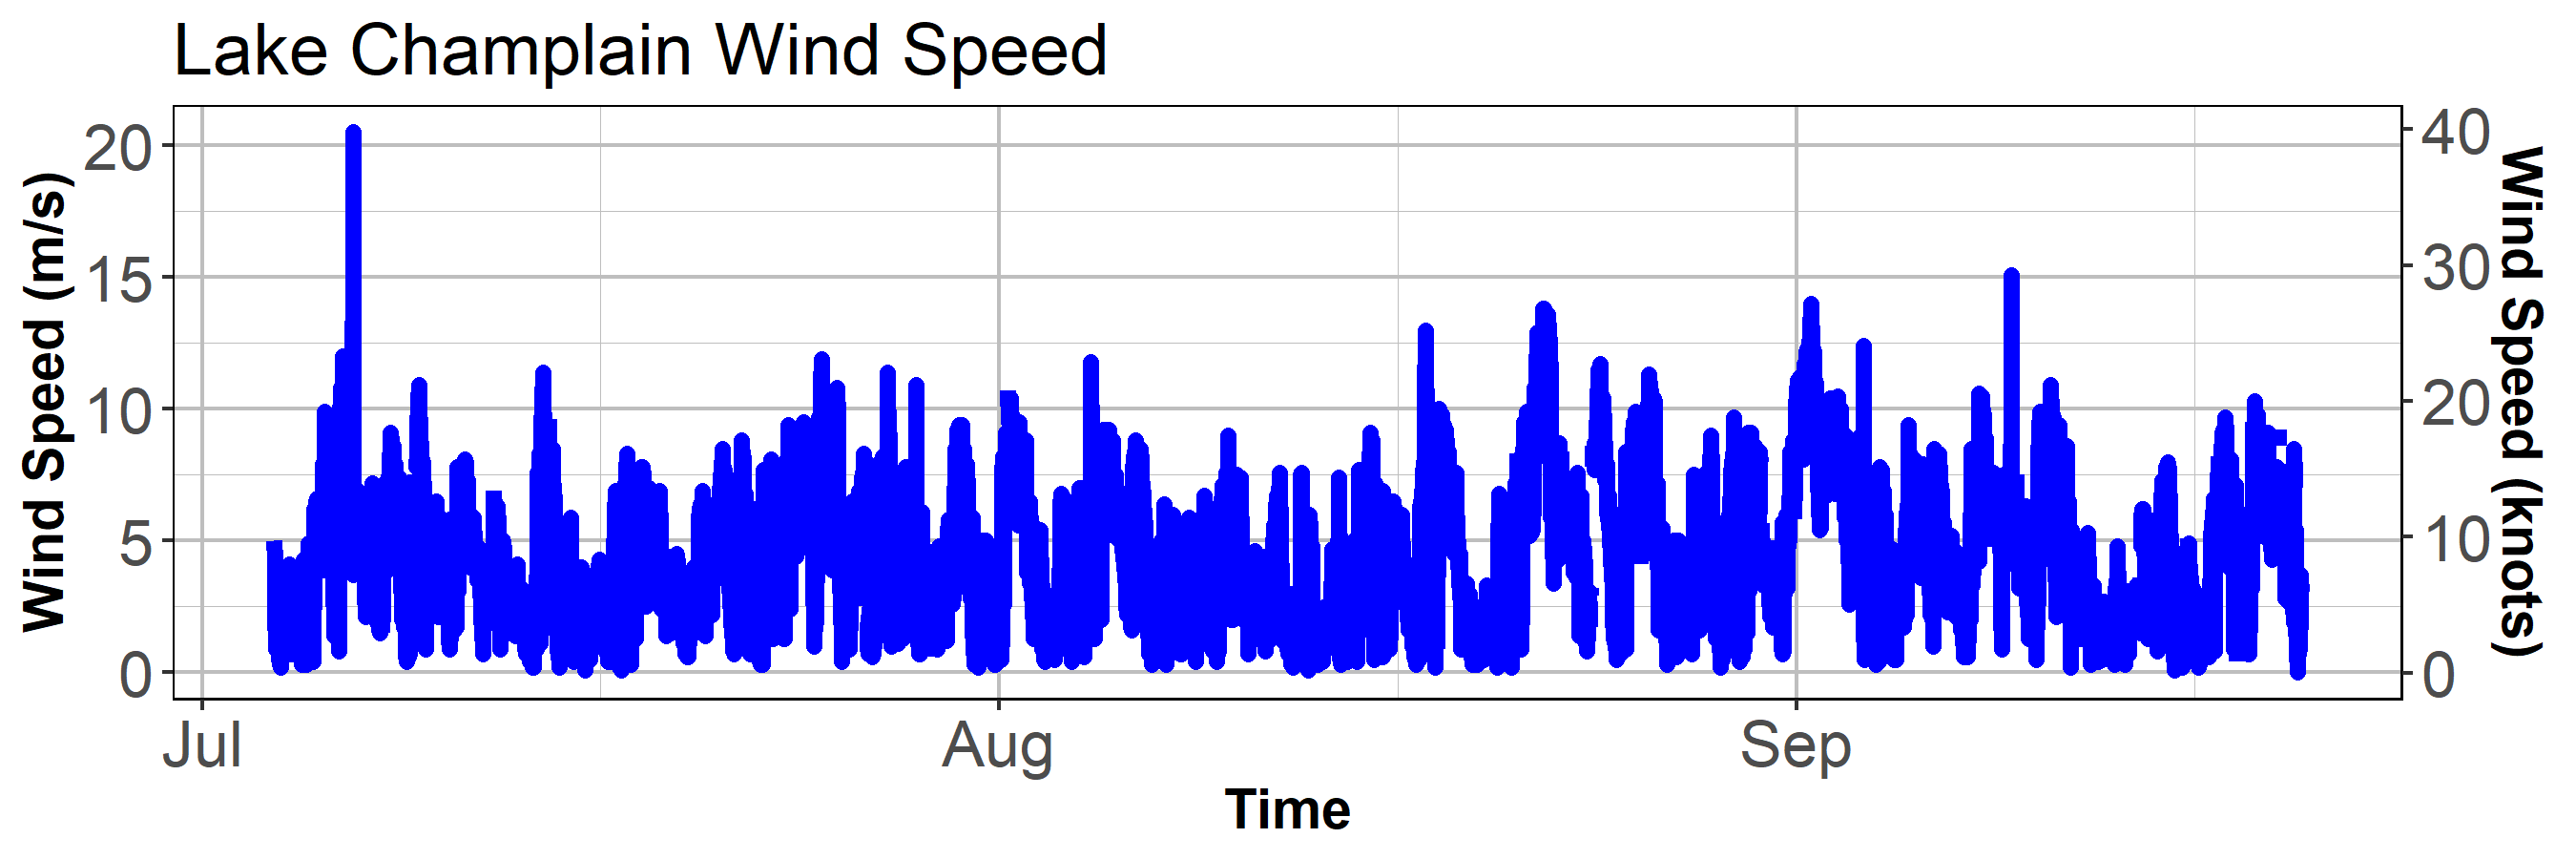 Lake Champlain Wind Speed
Wind Speed (m/s)
20
15
10
5
0
40
30
20
10
0
Wind Speed (knots)
Jul
Aug
Sep
Time